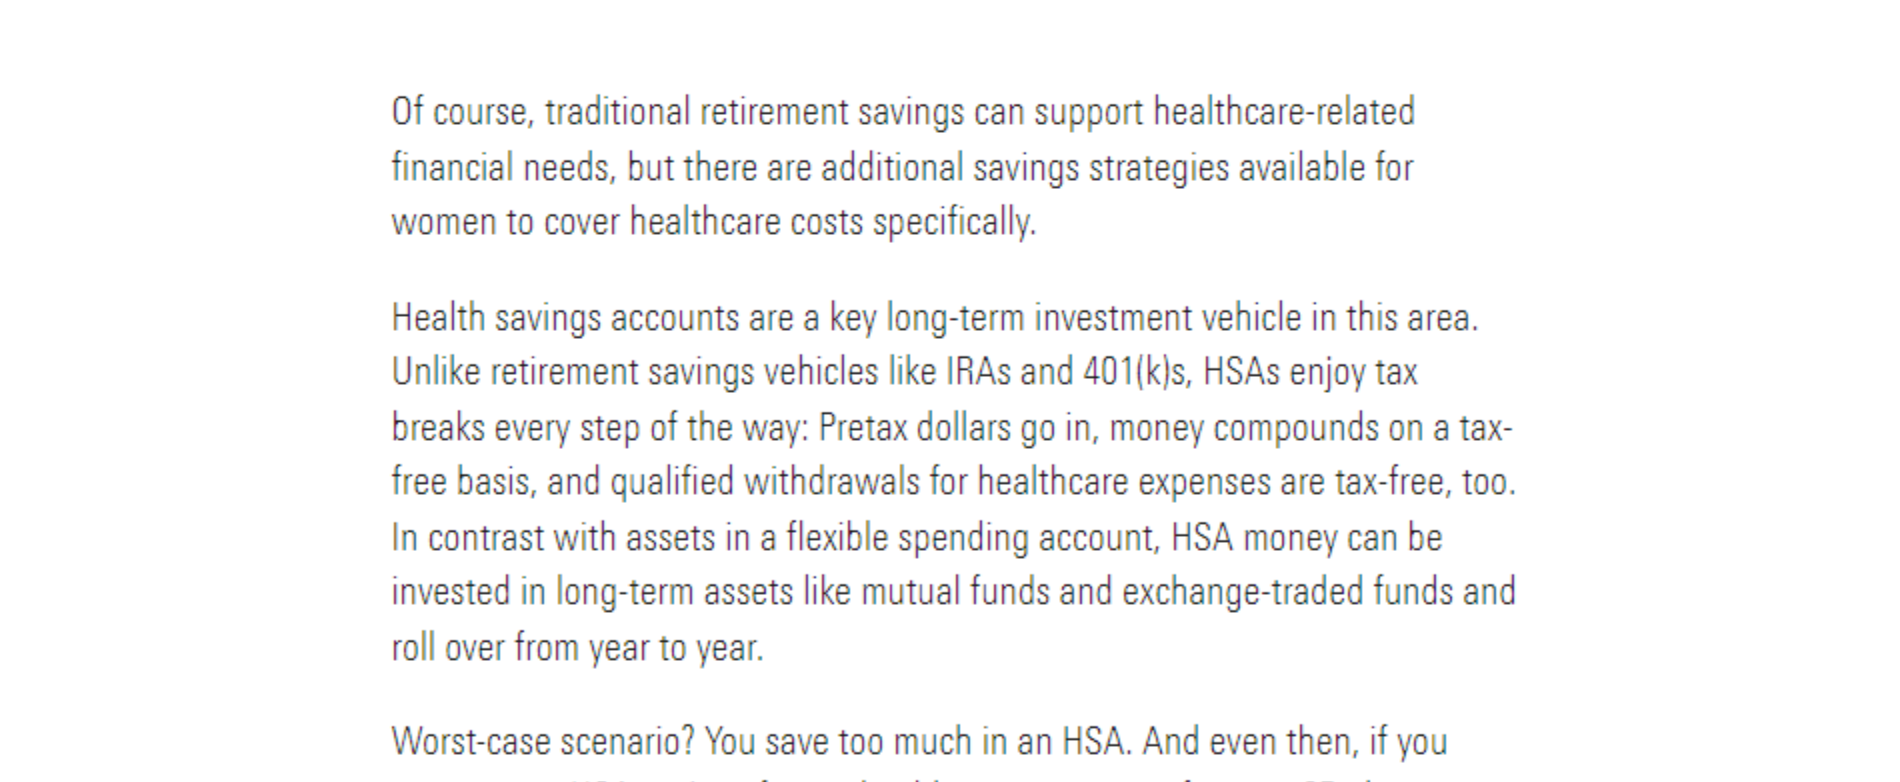 Of course, traditional retirement savings can support healthcare-related
financial needs, but there are additional savings strategies available for
women to cover healthcare costs specifically.
Health savings accounts are a key long-term investment vehicle in this area.
Unlike retirement savings vehicles like IRAs and 401(k)s, HSAs enjoy tax
breaks every step of the way: Pretax dollars go in, money compounds on a tax-
free basis, and qualified withdrawals for healthcare expenses are tax-free, too.
In contrast with assets in a flexible spending account, HSA money can be
invested in long-term assets like mutual funds and exchange-traded funds and
roll over from year to year.
Worst-case scenario? You save too much in an HSA. And even then, if you